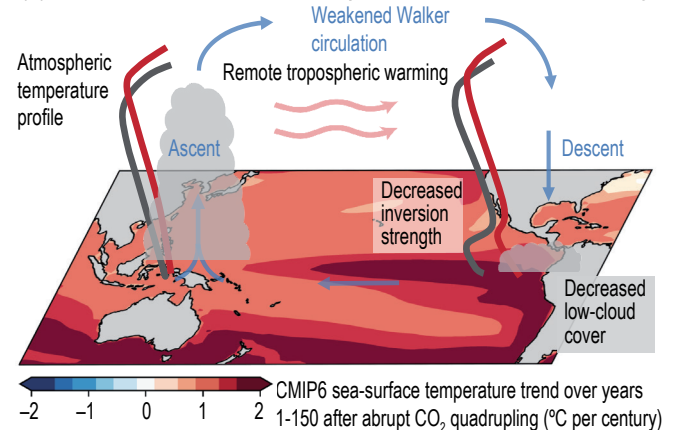 Weakened Walker
circulation
Atmospheric
temperature
profile
Remote tropospheric warming
Ascent
Descent
Decreased
inversion
strength
Decreased
low-cloud
cover
–2 –1 0 1 2
CMIP6 sea-surface temperature trend over years
1-150 after abrupt CO₂ quadrupling (ºC per century)